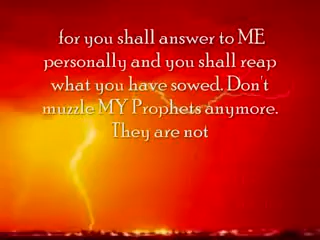 for you shall answer to ME
personally and you shall reap
what you have sowed. Don't
muzzle MY Prophets anymore.
They are not